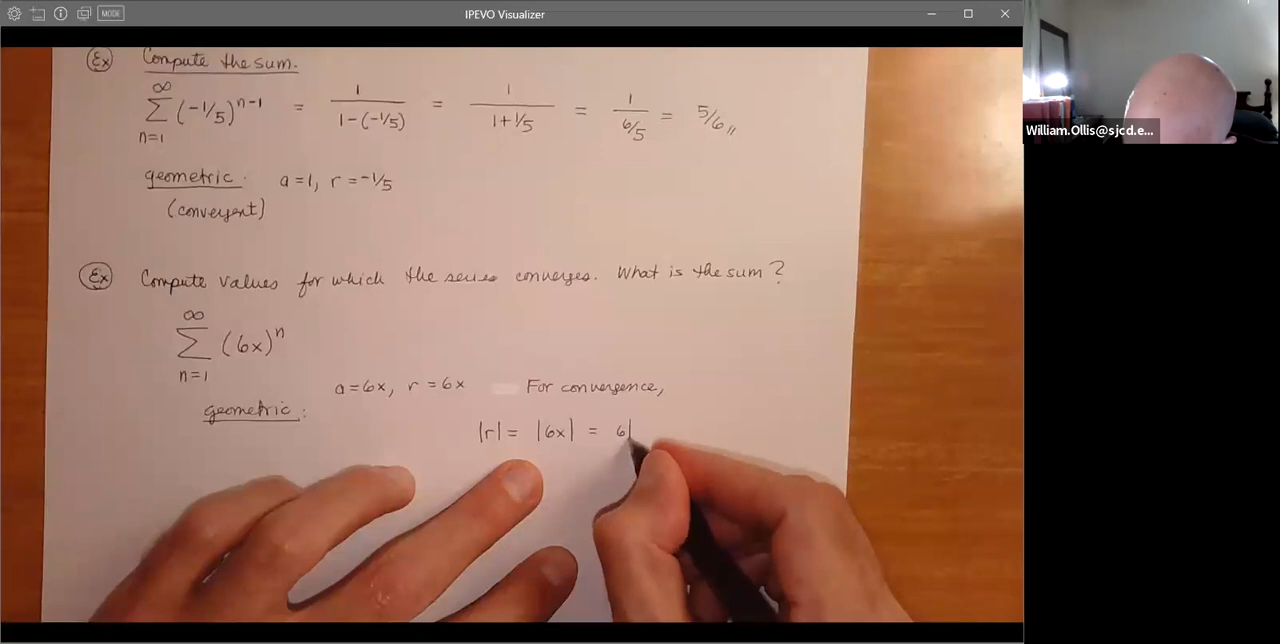 IPEVO Visualizer
MODE
William.Ollis@sjcd.e...
Ex Compute the sum.
∞
∑ (-1/5)^n-1 = 1/(1-(-1/5)) = 1/(1+1/5) = 1/(6/5) = 5/6 //
n=1
geometric: a=1, r=-1/5
(convergent)
Ex Compute values for which the series converges. What is the sum?
∞
∑ (6x)^n
n=1
a=6x, r=6x For convergence,
geometric:
|r| = |6x| = 6|